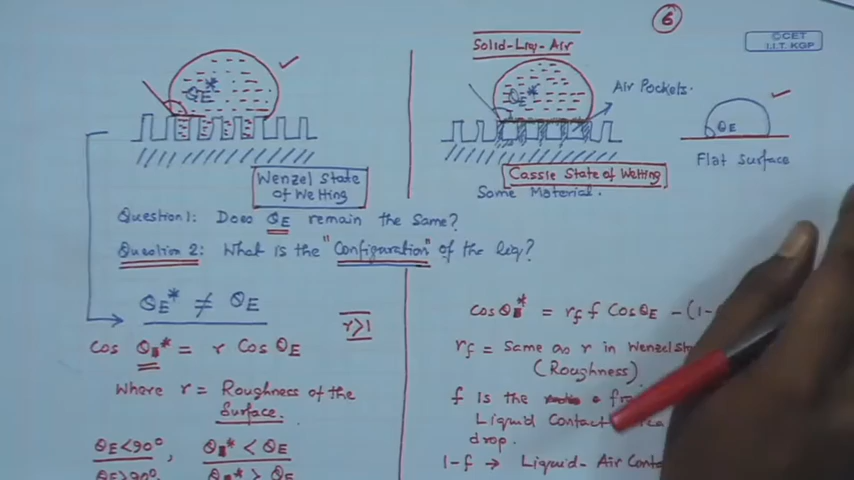 6
©CET
I.I.T. KGP
Solid-Liq-Air
Air Pockets.
θE*
θE*
θE
Flat Surface
Wenzel State
of Wetting
Cassie State of Wetting
Same Material.
Question 1: Does θE remain the same?
Question 2: What is the "Configuration" of the liq?
θE* ≠ θE
r>1
cos θ* = r cos θE
Where r = Roughness of the
Surface.
θE<90°, θ* < θE
θE>90°, θ* > θE
Cos θ* = rf f Cos θE - (1-
rf = Same as r in Wenzel
(Roughness)
f is the
Liquid Contact
drop.
1-f → Liquid-Air